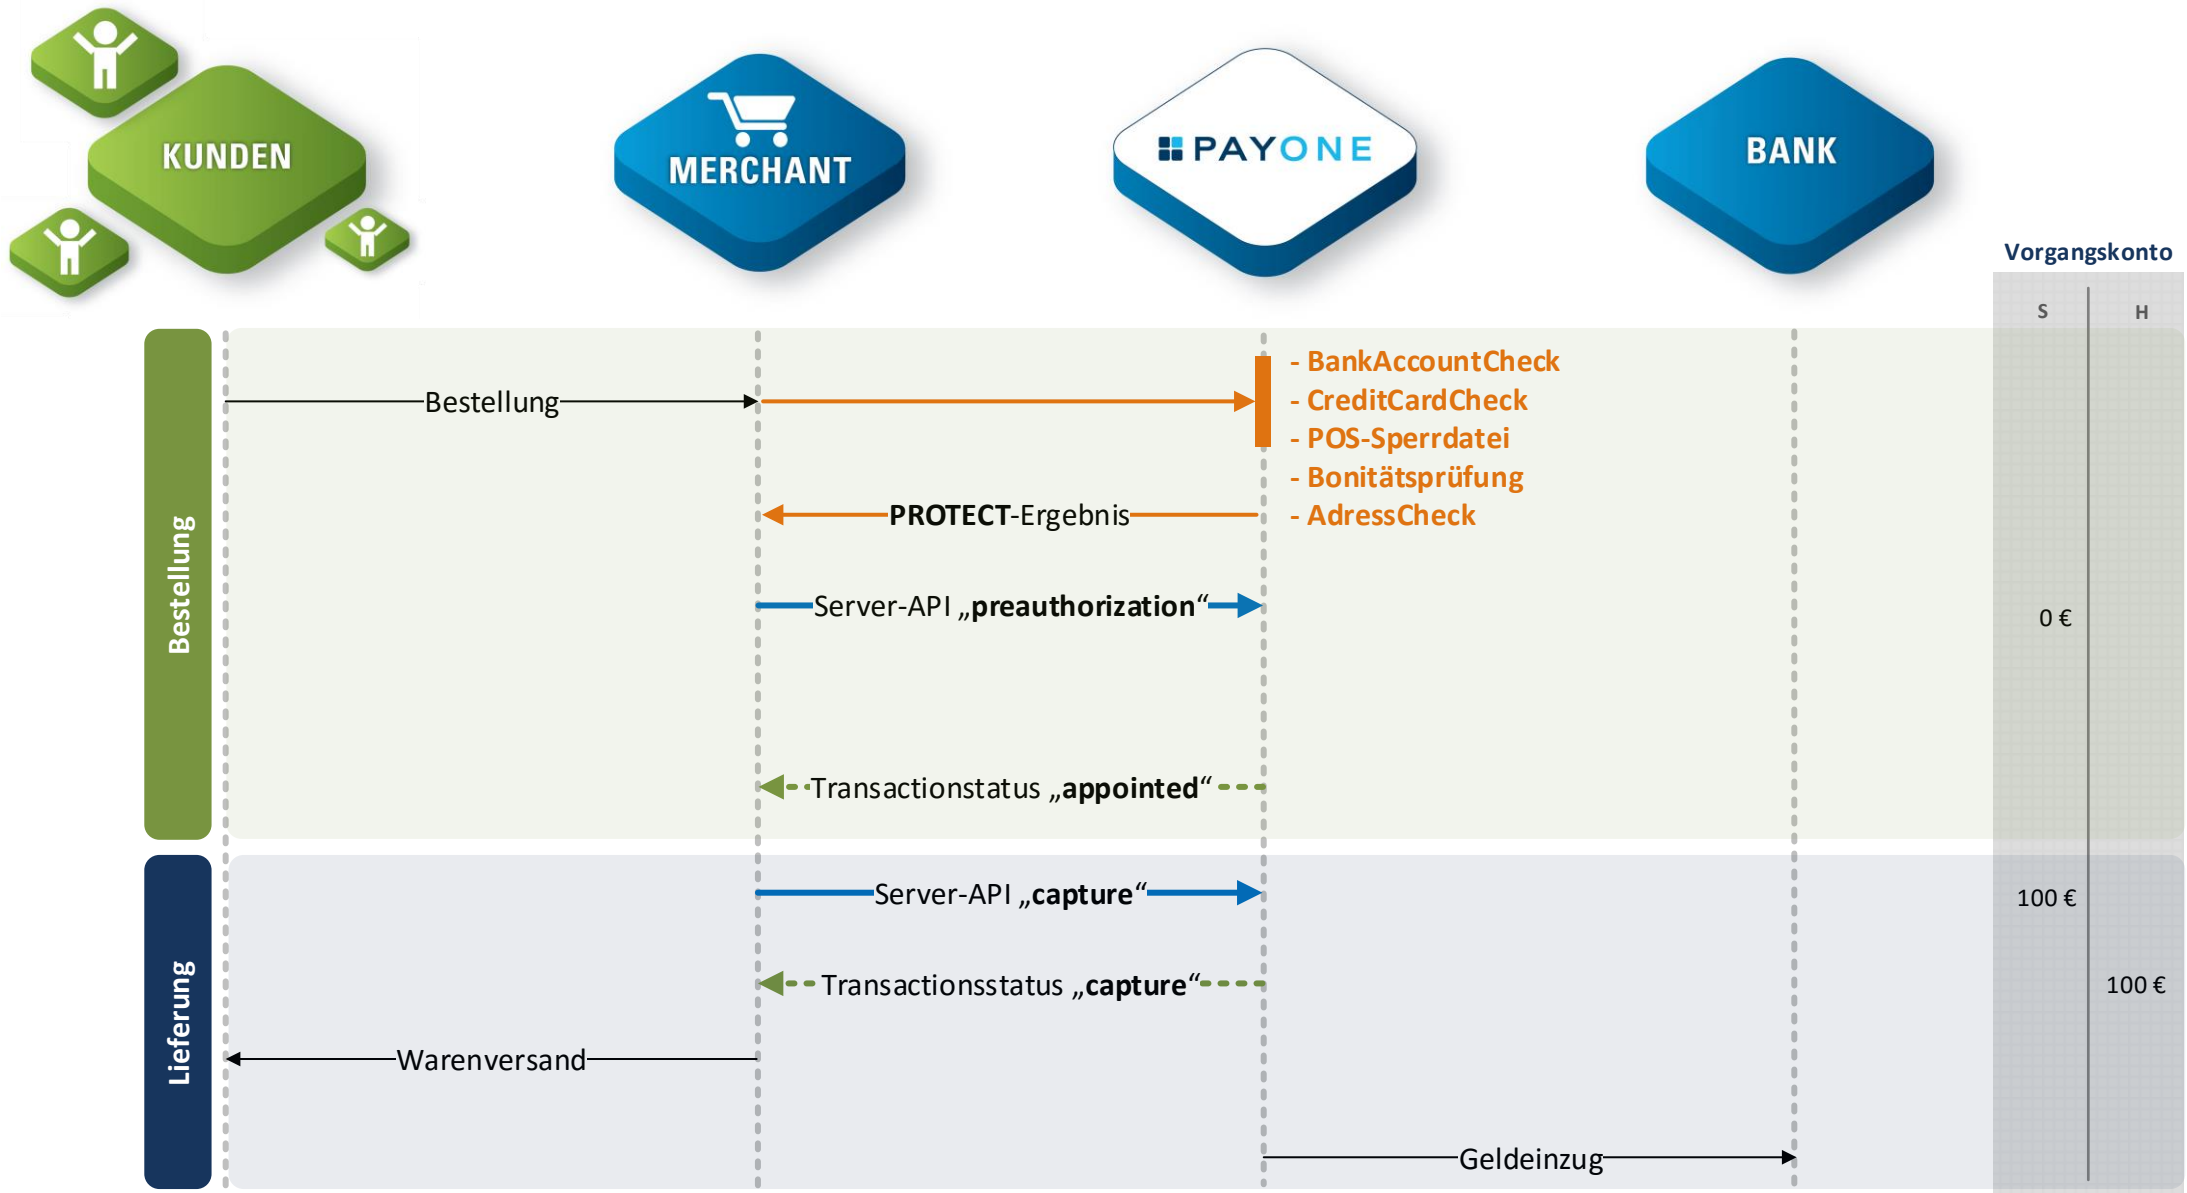 KUNDEN
MERCHANT
PAYONE
BANK
Vorgangskonto
S H
Bestellung
Bestellung
- BankAccountCheck
- CreditCardCheck
- POS-Sperrdatei
- Bonitätsprüfung
PROTECT-Ergebnis
- AdressCheck
Server-API „preauthorization“
0 €
Transactionstatus „appointed“
Lieferung
Server-API „capture“
100 €
Transactionsstatus „capture“
100 €
Warenversand
Geldeinzug